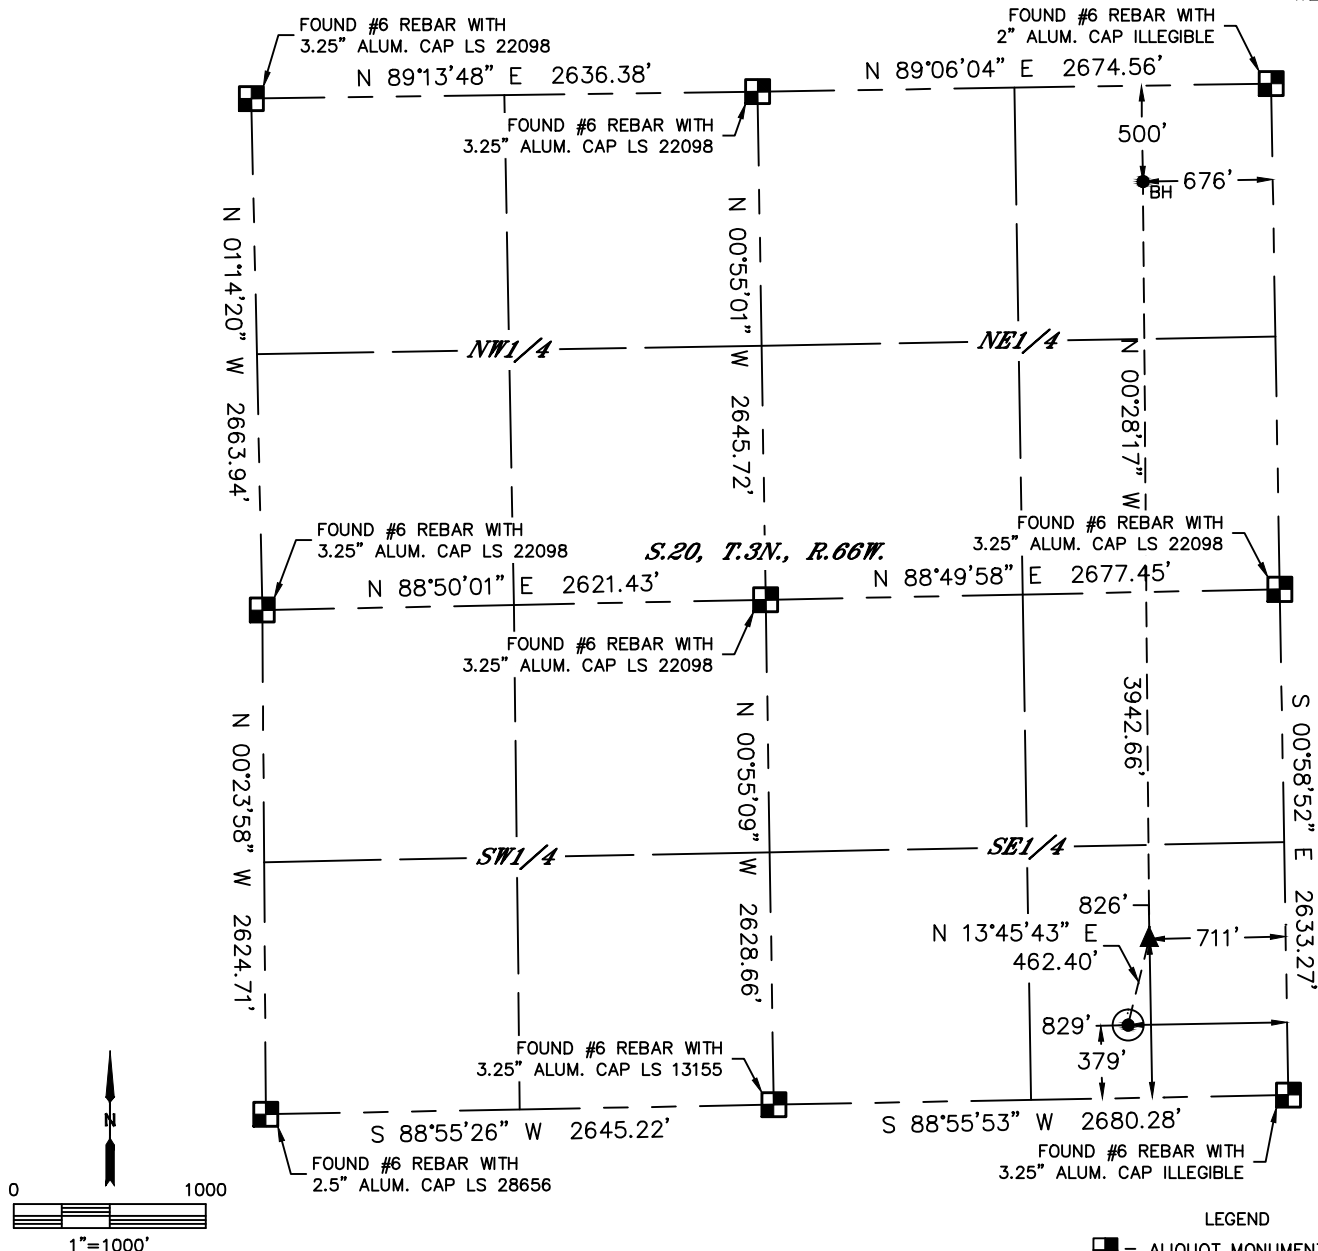 FOUND #6 REBAR WITH
3.25" ALUM. CAP LS 22098
FOUND #6 REBAR WITH
2" ALUM. CAP ILLEGIBLE
N 89°13'48" E 2636.38'
N 89°06'04" E 2674.56'
FOUND #6 REBAR WITH
3.25" ALUM. CAP LS 22098
500'
BH
676'
N 01°14'20" W 2663.94'
N 00°55'01" W 2645.72'
NW1/4
NE1/4
N 00°28'17" W 3942.66'
FOUND #6 REBAR WITH
3.25" ALUM. CAP LS 22098
S.20, T.3N., R.66W.
FOUND #6 REBAR WITH
3.25" ALUM. CAP LS 22098
N 88°50'01" E 2621.43'
N 88°49'58" E 2677.45'
FOUND #6 REBAR WITH
3.25" ALUM. CAP LS 22098
N 00°23'58" W 2624.71'
N 00°55'09" W 2628.66'
S 00°58'52" E 2633.27'
SW1/4
SE1/4
826'
N 13°45'43" E
462.40'
711'
829'
379'
FOUND #6 REBAR WITH
3.25" ALUM. CAP LS 13155
S 88°55'26" W 2645.22'
S 88°55'53" W 2680.28'
FOUND #6 REBAR WITH
2.5" ALUM. CAP LS 28656
FOUND #6 REBAR WITH
3.25" ALUM. CAP ILLEGIBLE
N
0 1000
1"=1000'
LEGEND
= ALIQUOT MONUMENT